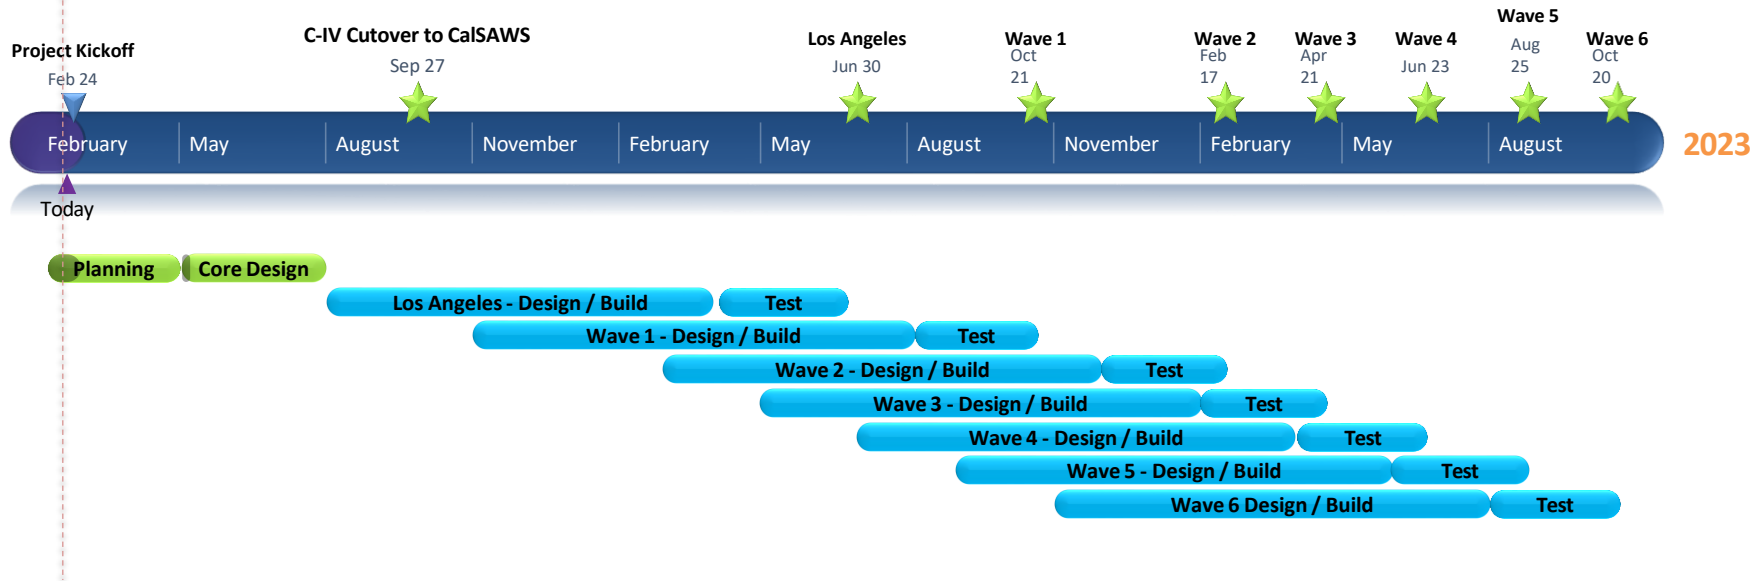 Project Kickoff
Feb 24
C-IV Cutover to CalSAWS
Sep 27
Los Angeles
Jun 30
Wave 1
Oct
21
Wave 2
Feb
17
Wave 3
Apr
21
Wave 4
Jun 23
Wave 5
Aug
25
Wave 6
Oct
20
February
May
August
November
February
May
August
November
February
May
August
2023
Today
Planning
Core Design
Los Angeles - Design / Build
Test
Wave 1 - Design / Build
Test
Wave 2 - Design / Build
Test
Wave 3 - Design / Build
Test
Wave 4 - Design / Build
Test
Wave 5 - Design / Build
Test
Wave 6 Design / Build
Test